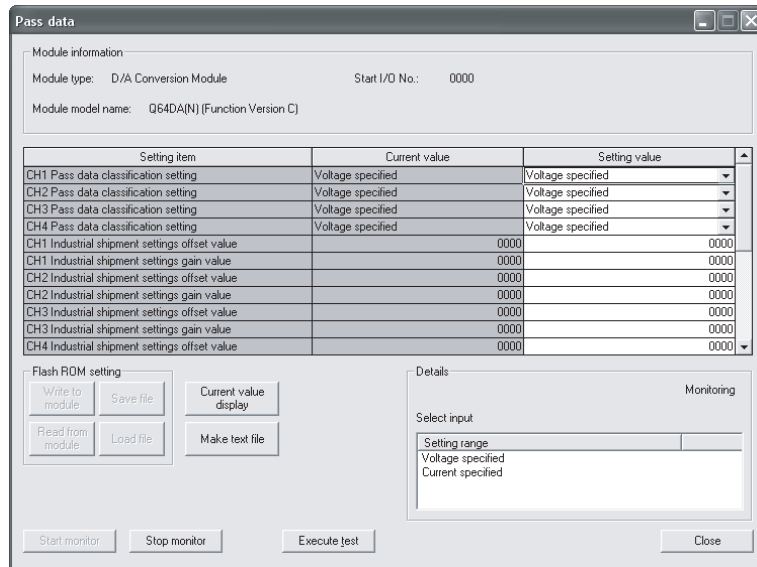 Pass data
Module information
Module type: D/A Conversion Module Start I/O No.: 0000
Module model name: Q64DA(N) (Function Version C)
Setting item Current value Setting value
CH1 Pass data classification setting Voltage specified Voltage specified
CH2 Pass data classification setting Voltage specified Voltage specified
CH3 Pass data classification setting Voltage specified Voltage specified
CH4 Pass data classification setting Voltage specified Voltage specified
CH1 Industrial shipment settings offset value 0000 0000
CH1 Industrial shipment settings gain value 0000 0000
CH2 Industrial shipment settings offset value 0000 0000
CH2 Industrial shipment settings gain value 0000 0000
CH3 Industrial shipment settings offset value 0000 0000
CH3 Industrial shipment settings gain value 0000 0000
CH4 Industrial shipment settings offset value 0000 0000
Flash ROM setting
Write to module
Save file
Current value display
Read from module
Load file
Make text file
Details
Monitoring
Select input
Setting range
Voltage specified
Current specified
Start monitor Stop monitor Execute test Close